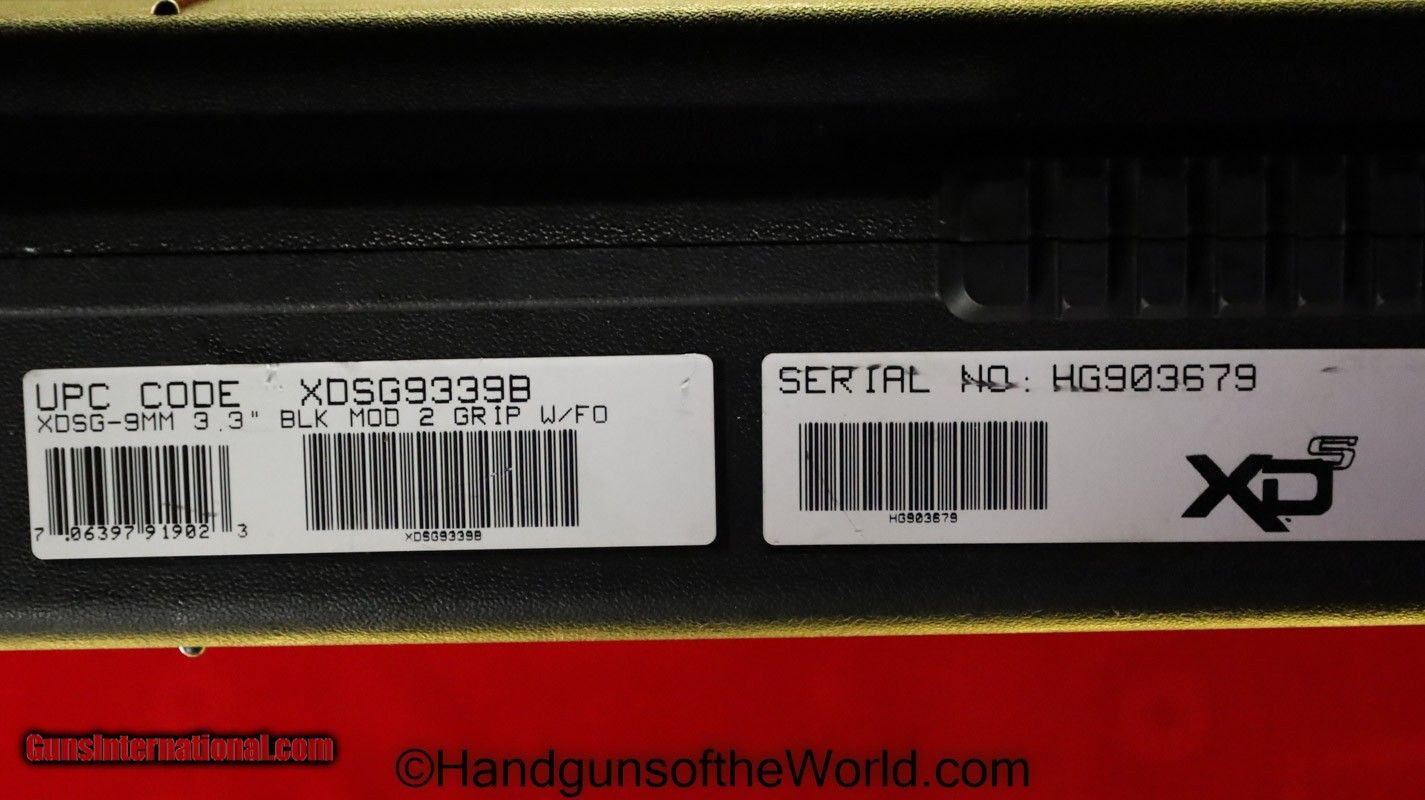 UPC CODE XDSG9339B
XDSG-9MM 3.3" BLK MOD 2 GRIP W/FO
7 06397 91902 3
XDSG9339B
SERIAL NO: HG903679
HG903679
XDS
GunsInternational.com
©HandgunsoftheWorld.com